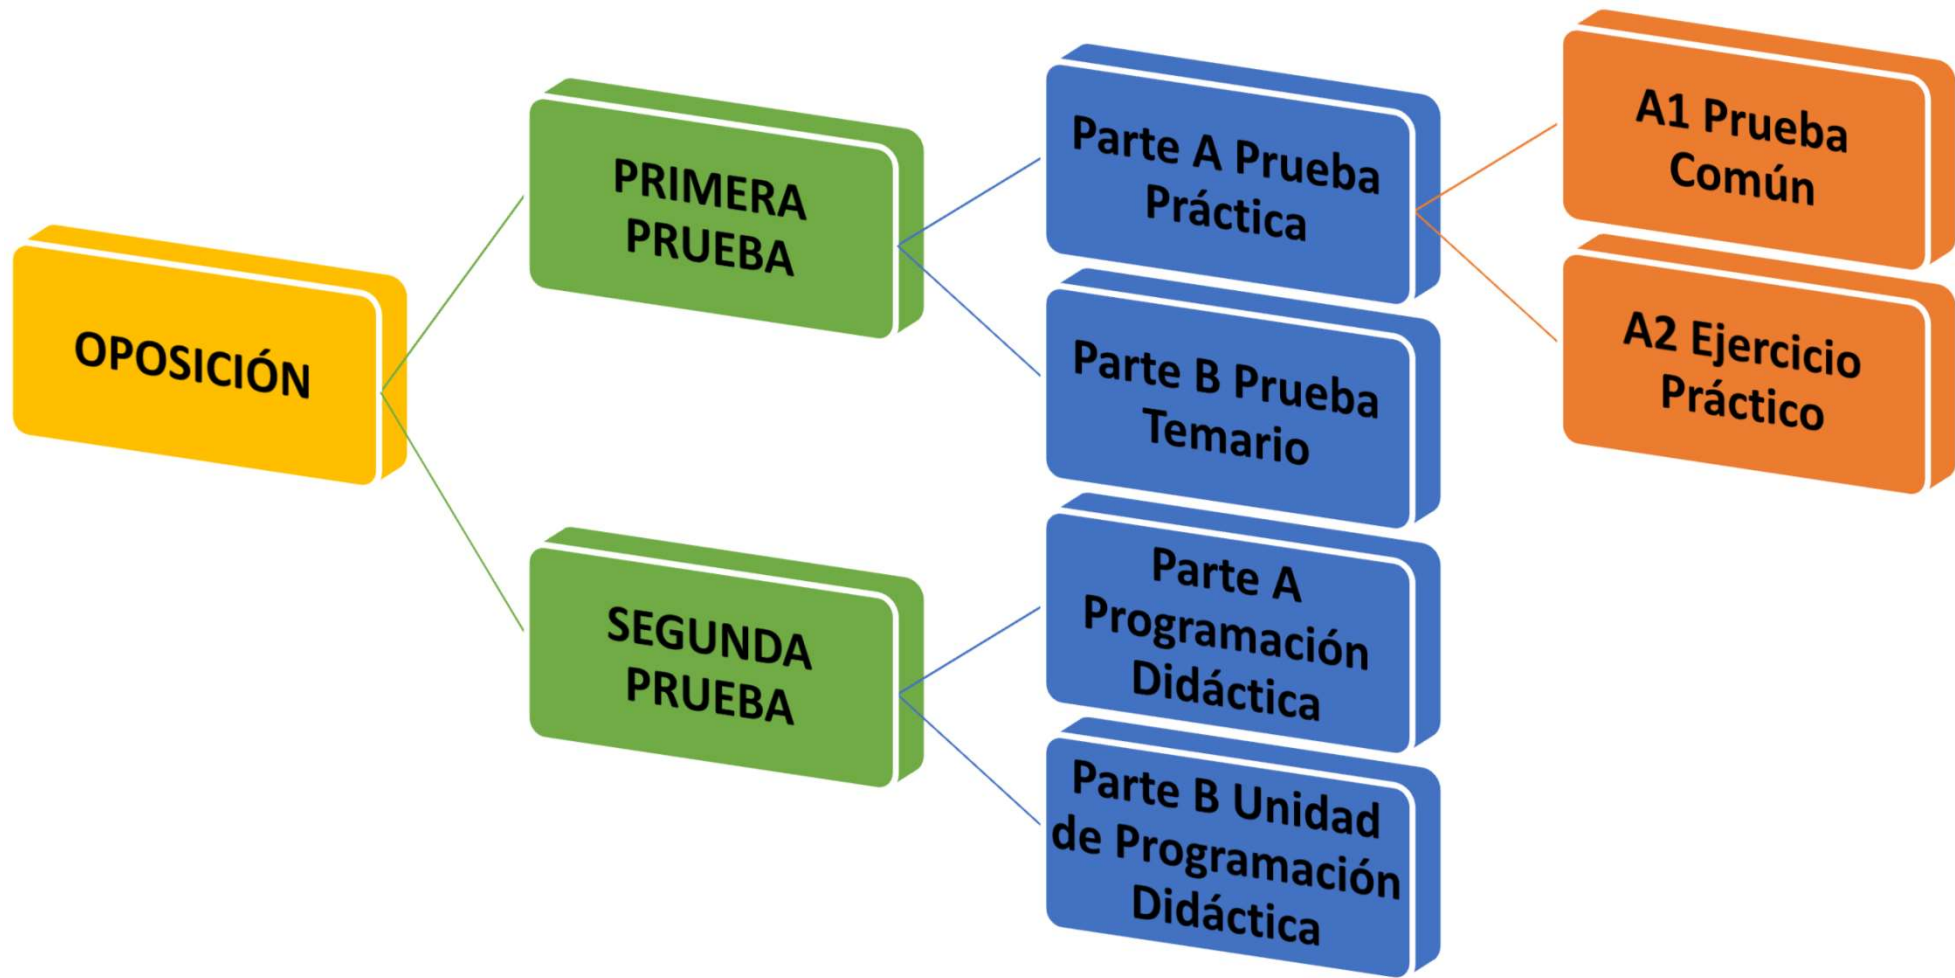 OPOSICIÓN
PRIMERA
PRUEBA
Parte A Prueba
Práctica
A1 Prueba
Común
A2 Ejercicio
Práctico
Parte B Prueba
Temario
SEGUNDA
PRUEBA
Parte A
Programación
Didáctica
Parte B Unidad
de Programación
Didáctica